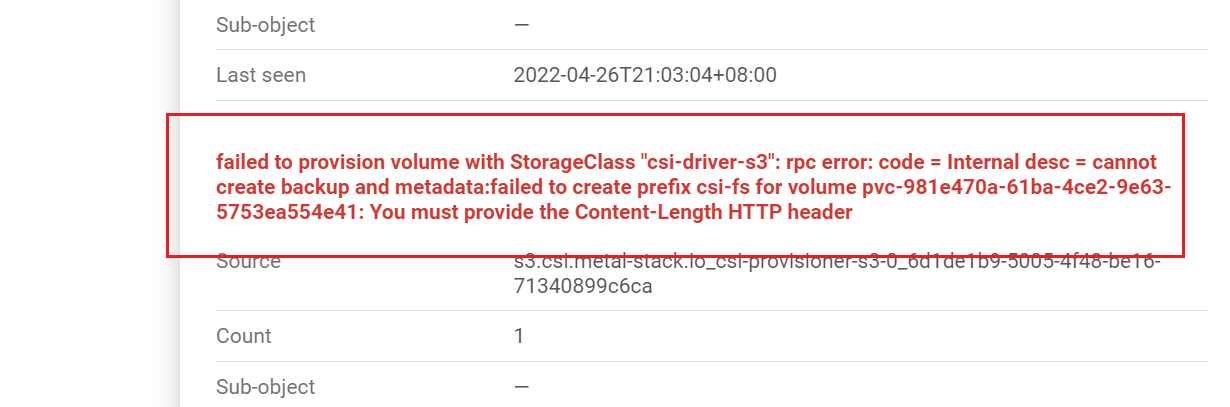 Sub-object —
Last seen 2022-04-26T21:03:04+08:00
failed to provision volume with StorageClass "csi-driver-s3": rpc error: code = Internal desc = cannot
create backup and metadata:failed to create prefix csi-fs for volume pvc-981e470a-61ba-4ce2-9e63-
5753ea554e41: You must provide the Content-Length HTTP header
Source s3.csi.metal-stack.io_csi-provisioner-s3-0_6d1de1b9-5005-4f48-be16-
71340899c6ca
Count 1
Sub-object —